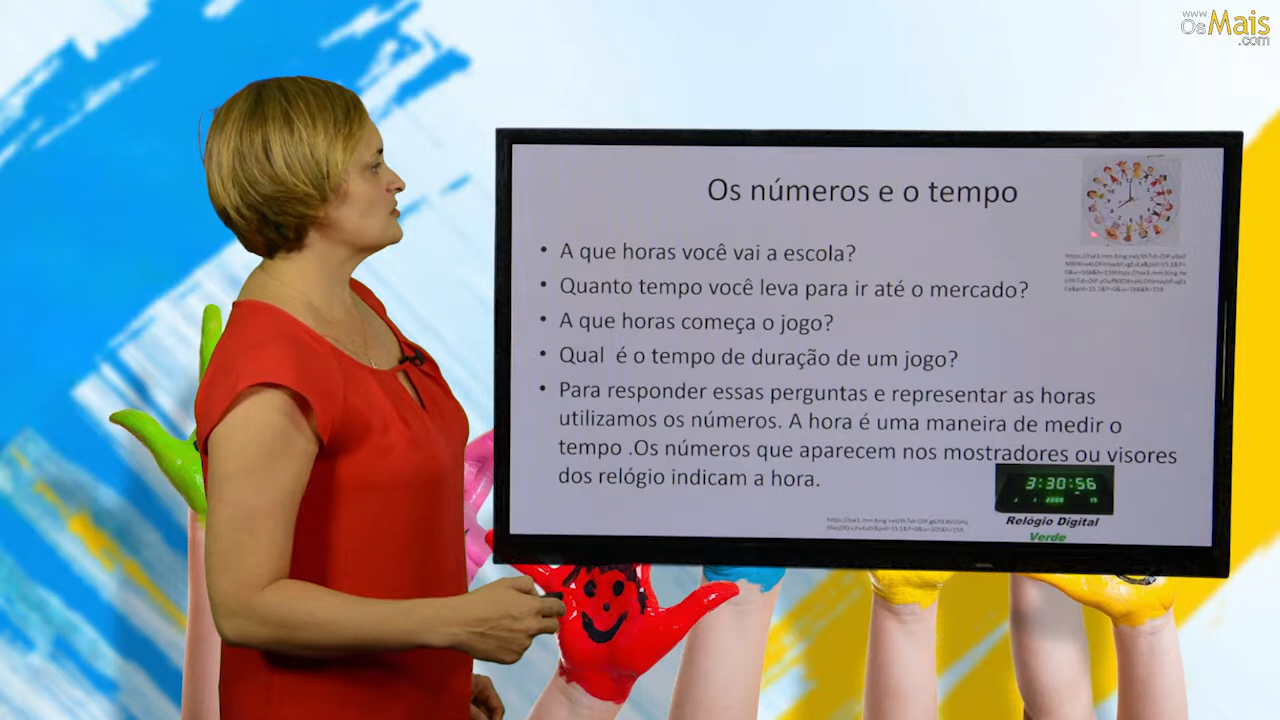 www
OsMais
.com
Os números e o tempo
• A que horas você vai a escola?
• Quanto tempo você leva para ir até o mercado?
• A que horas começa o jogo?
• Qual é o tempo de duração de um jogo?
• Para responder essas perguntas e representar as horas
utilizamos os números. A hora é uma maneira de medir o
tempo .Os números que aparecem nos mostradores ou visores
dos relógio indicam a hora.
3:30:56
2009 15
Relógio Digital
Verde